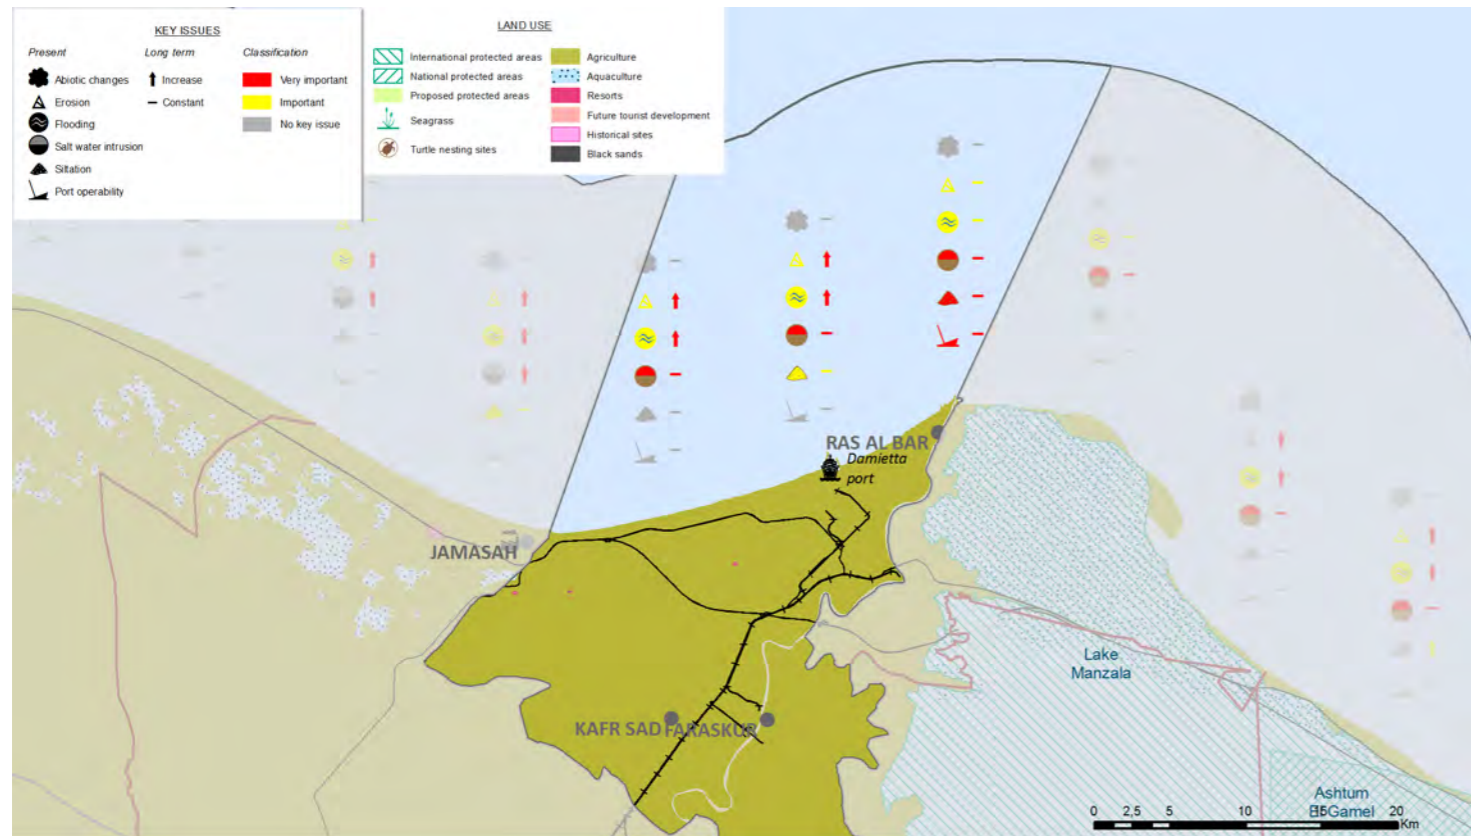 KEY ISSUES
Present
Long term
Classification
Abiotic changes
Increase
Very important
Erosion
Constant
Important
Flooding
No key issue
Salt water intrusion
Siltation
Port operability
LAND USE
International protected areas
Agriculture
National protected areas
Aquaculture
Proposed protected areas
Resorts
Seagrass
Future tourist development
Historical sites
Turtle nesting sites
Black sands
RAS AL BAR
Damietta
port
JAMASAH
Lake
Manzala
KAFR SAD
FARASKUR
Ashtum
El Gamel
0 2,5 5 10 15 20
Km